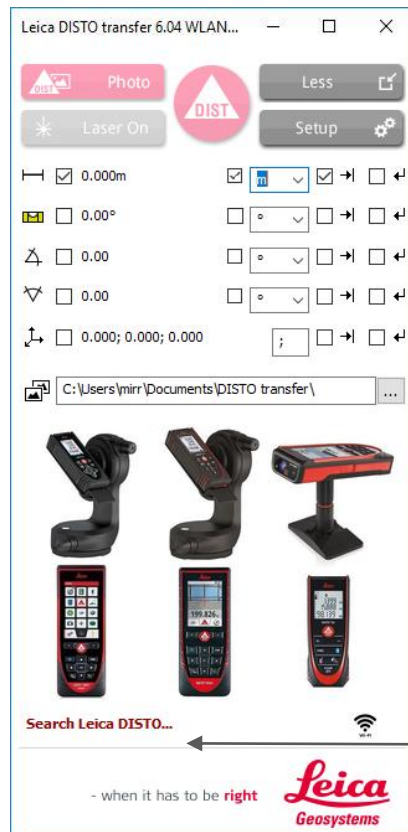 Leica DISTO transfer 6.04 WLAN...
Photo
Less
DIST
DIST
Laser On
Setup
0.000m
m
0.00°
°
0.00
°
0.00
°
0.000; 0.000; 0.000
;
C:\Users\mirr\Documents\DISTO transfer\
...
199.826
Search Leica DISTO...
Wi-Fi
- when it has to be right
Leica
Geosystems